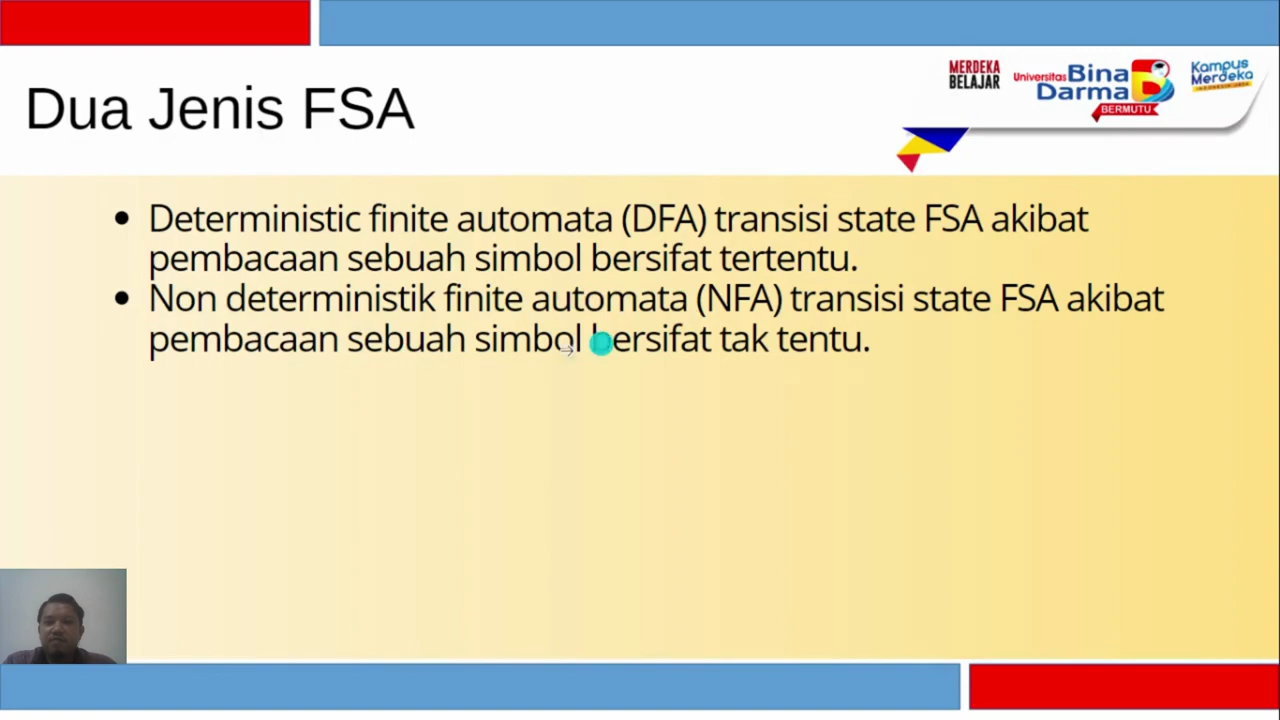 MERDEKA
BELAJAR
Universitas Bina
Darma
BERMUTU
Kampus
Merdeka
INDONESIA JAYA
Dua Jenis FSA
• Deterministic finite automata (DFA) transisi state FSA akibat
pembacaan sebuah simbol bersifat tertentu.
• Non deterministik finite automata (NFA) transisi state FSA akibat
pembacaan sebuah simbol bersifat tak tentu.